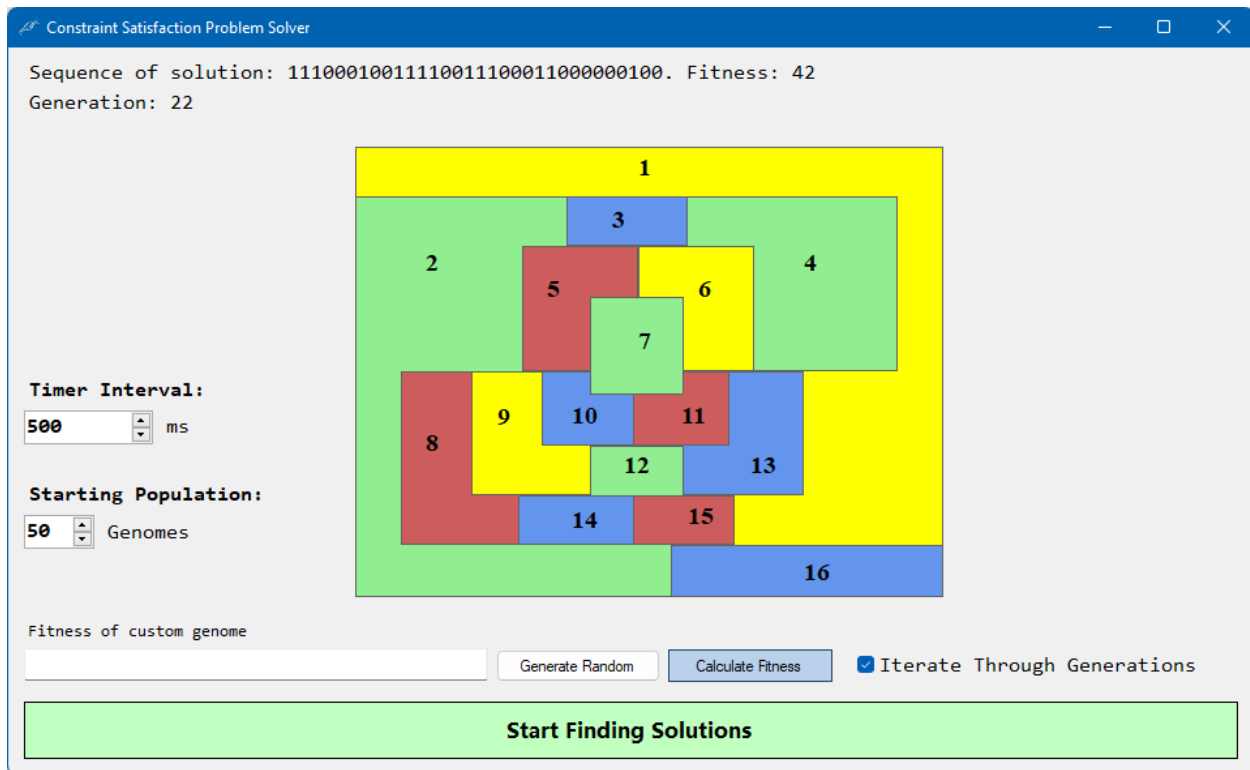 Constraint Satisfaction Problem Solver
Sequence of solution: 11100010011110011100011000000100. Fitness: 42
Generation: 22
1
3
2
4
5
6
7
Timer Interval:
500 ms
9
10
11
8
12
13
Starting Population:
50 Genomes
14
15
16
Fitness of custom genome
Generate Random
Calculate Fitness
Iterate Through Generations
Start Finding Solutions